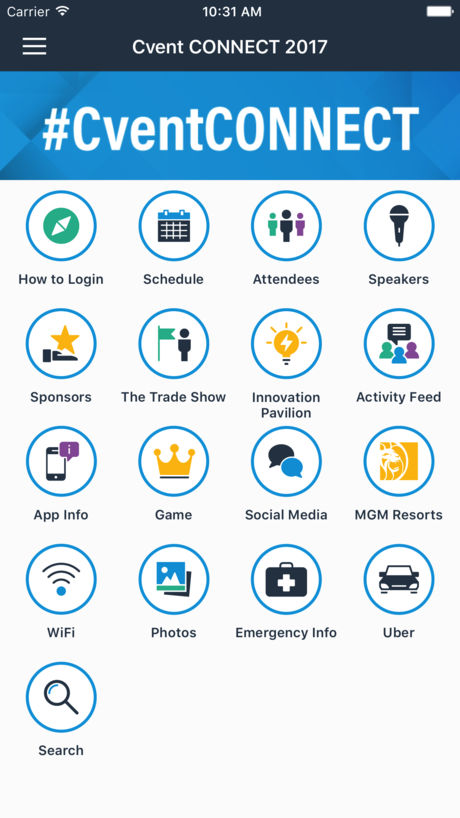 Carrier 10:31 AM
Cvent CONNECT 2017
#CventCONNECT
How to Login Schedule Attendees Speakers
Sponsors The Trade Show Innovation Pavilion Activity Feed
App Info Game Social Media MGM Resorts
WiFi Photos Emergency Info Uber
Search